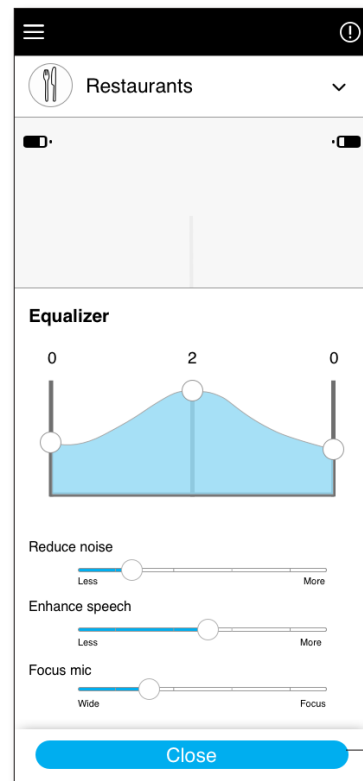 Restaurants
Equalizer
0 2 0
Reduce noise
Less More
Enhance speech
Less More
Focus mic
Wide Focus
Close